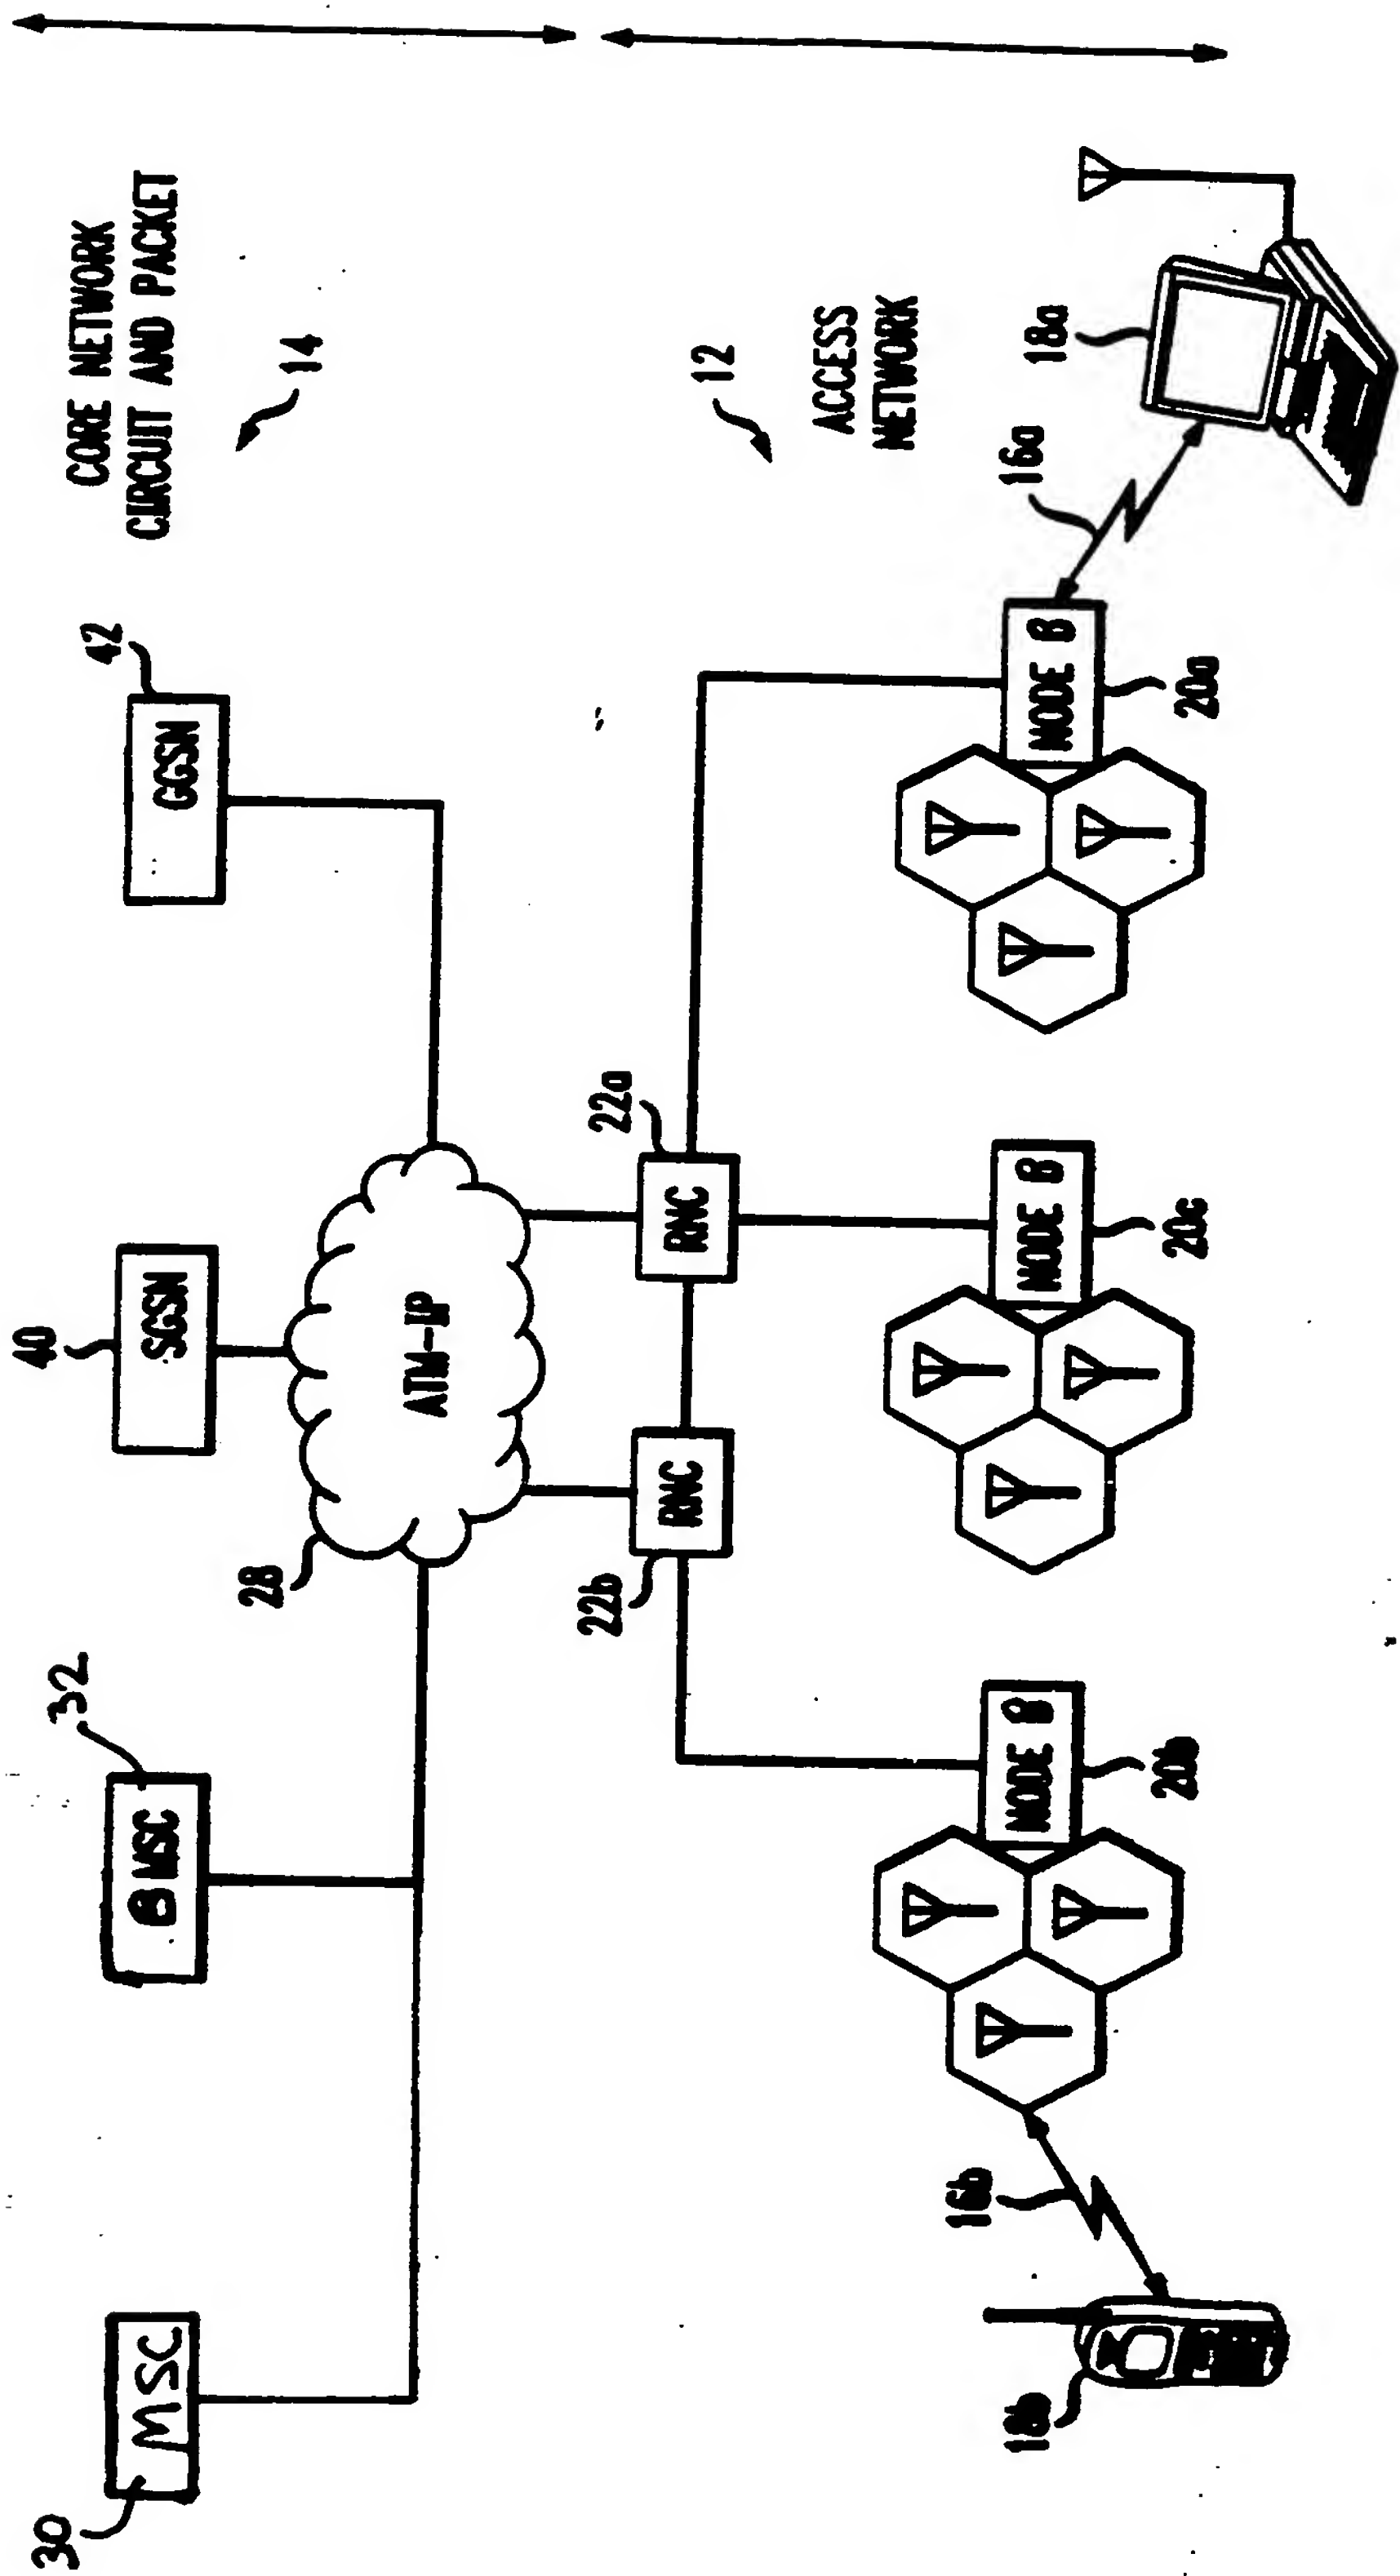 CORE NETWORK
CIRCUIT AND PACKET
14
30
MSC
32
B MSC
40
SGSN
42
GGSN
28
ATM-IP
22b
RNC
22a
RNC
12
ACCESS
NETWORK
18b
16b
NODE B
20b
NODE B
20c
NODE B
20a
16a
18a